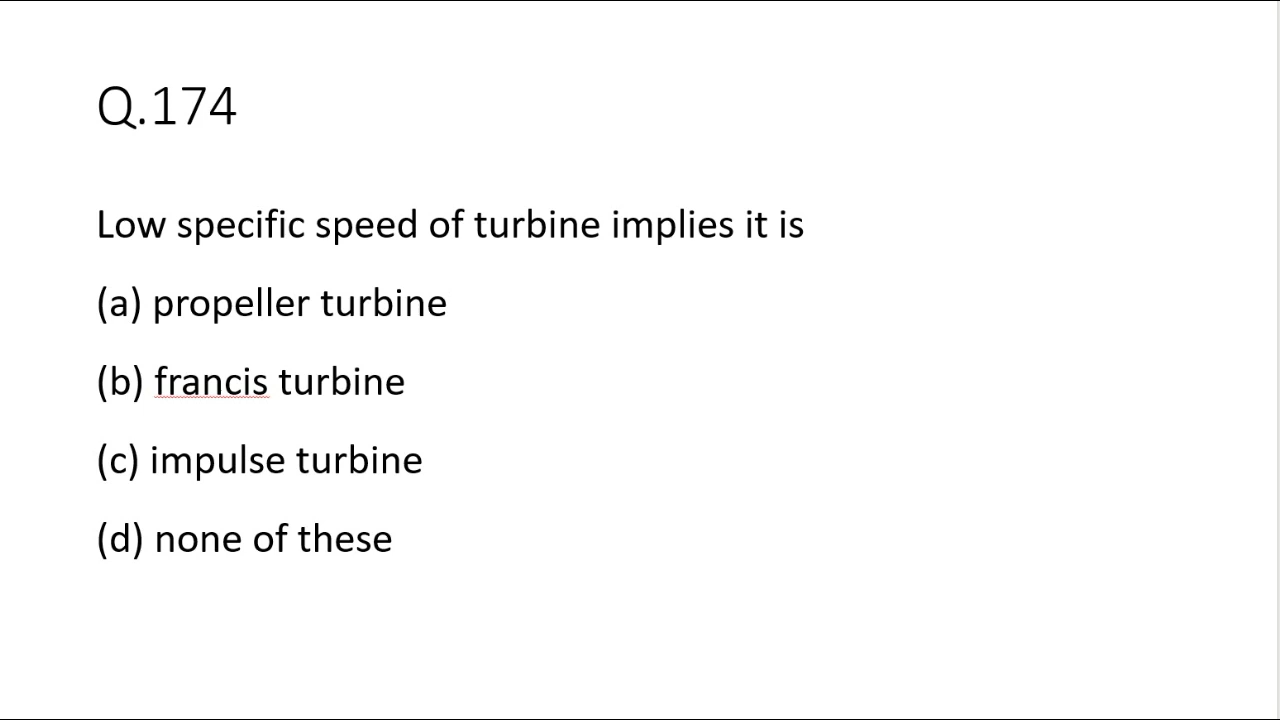 Q.174
Low specific speed of turbine implies it is
(a) propeller turbine
(b) francis turbine
(c) impulse turbine
(d) none of these